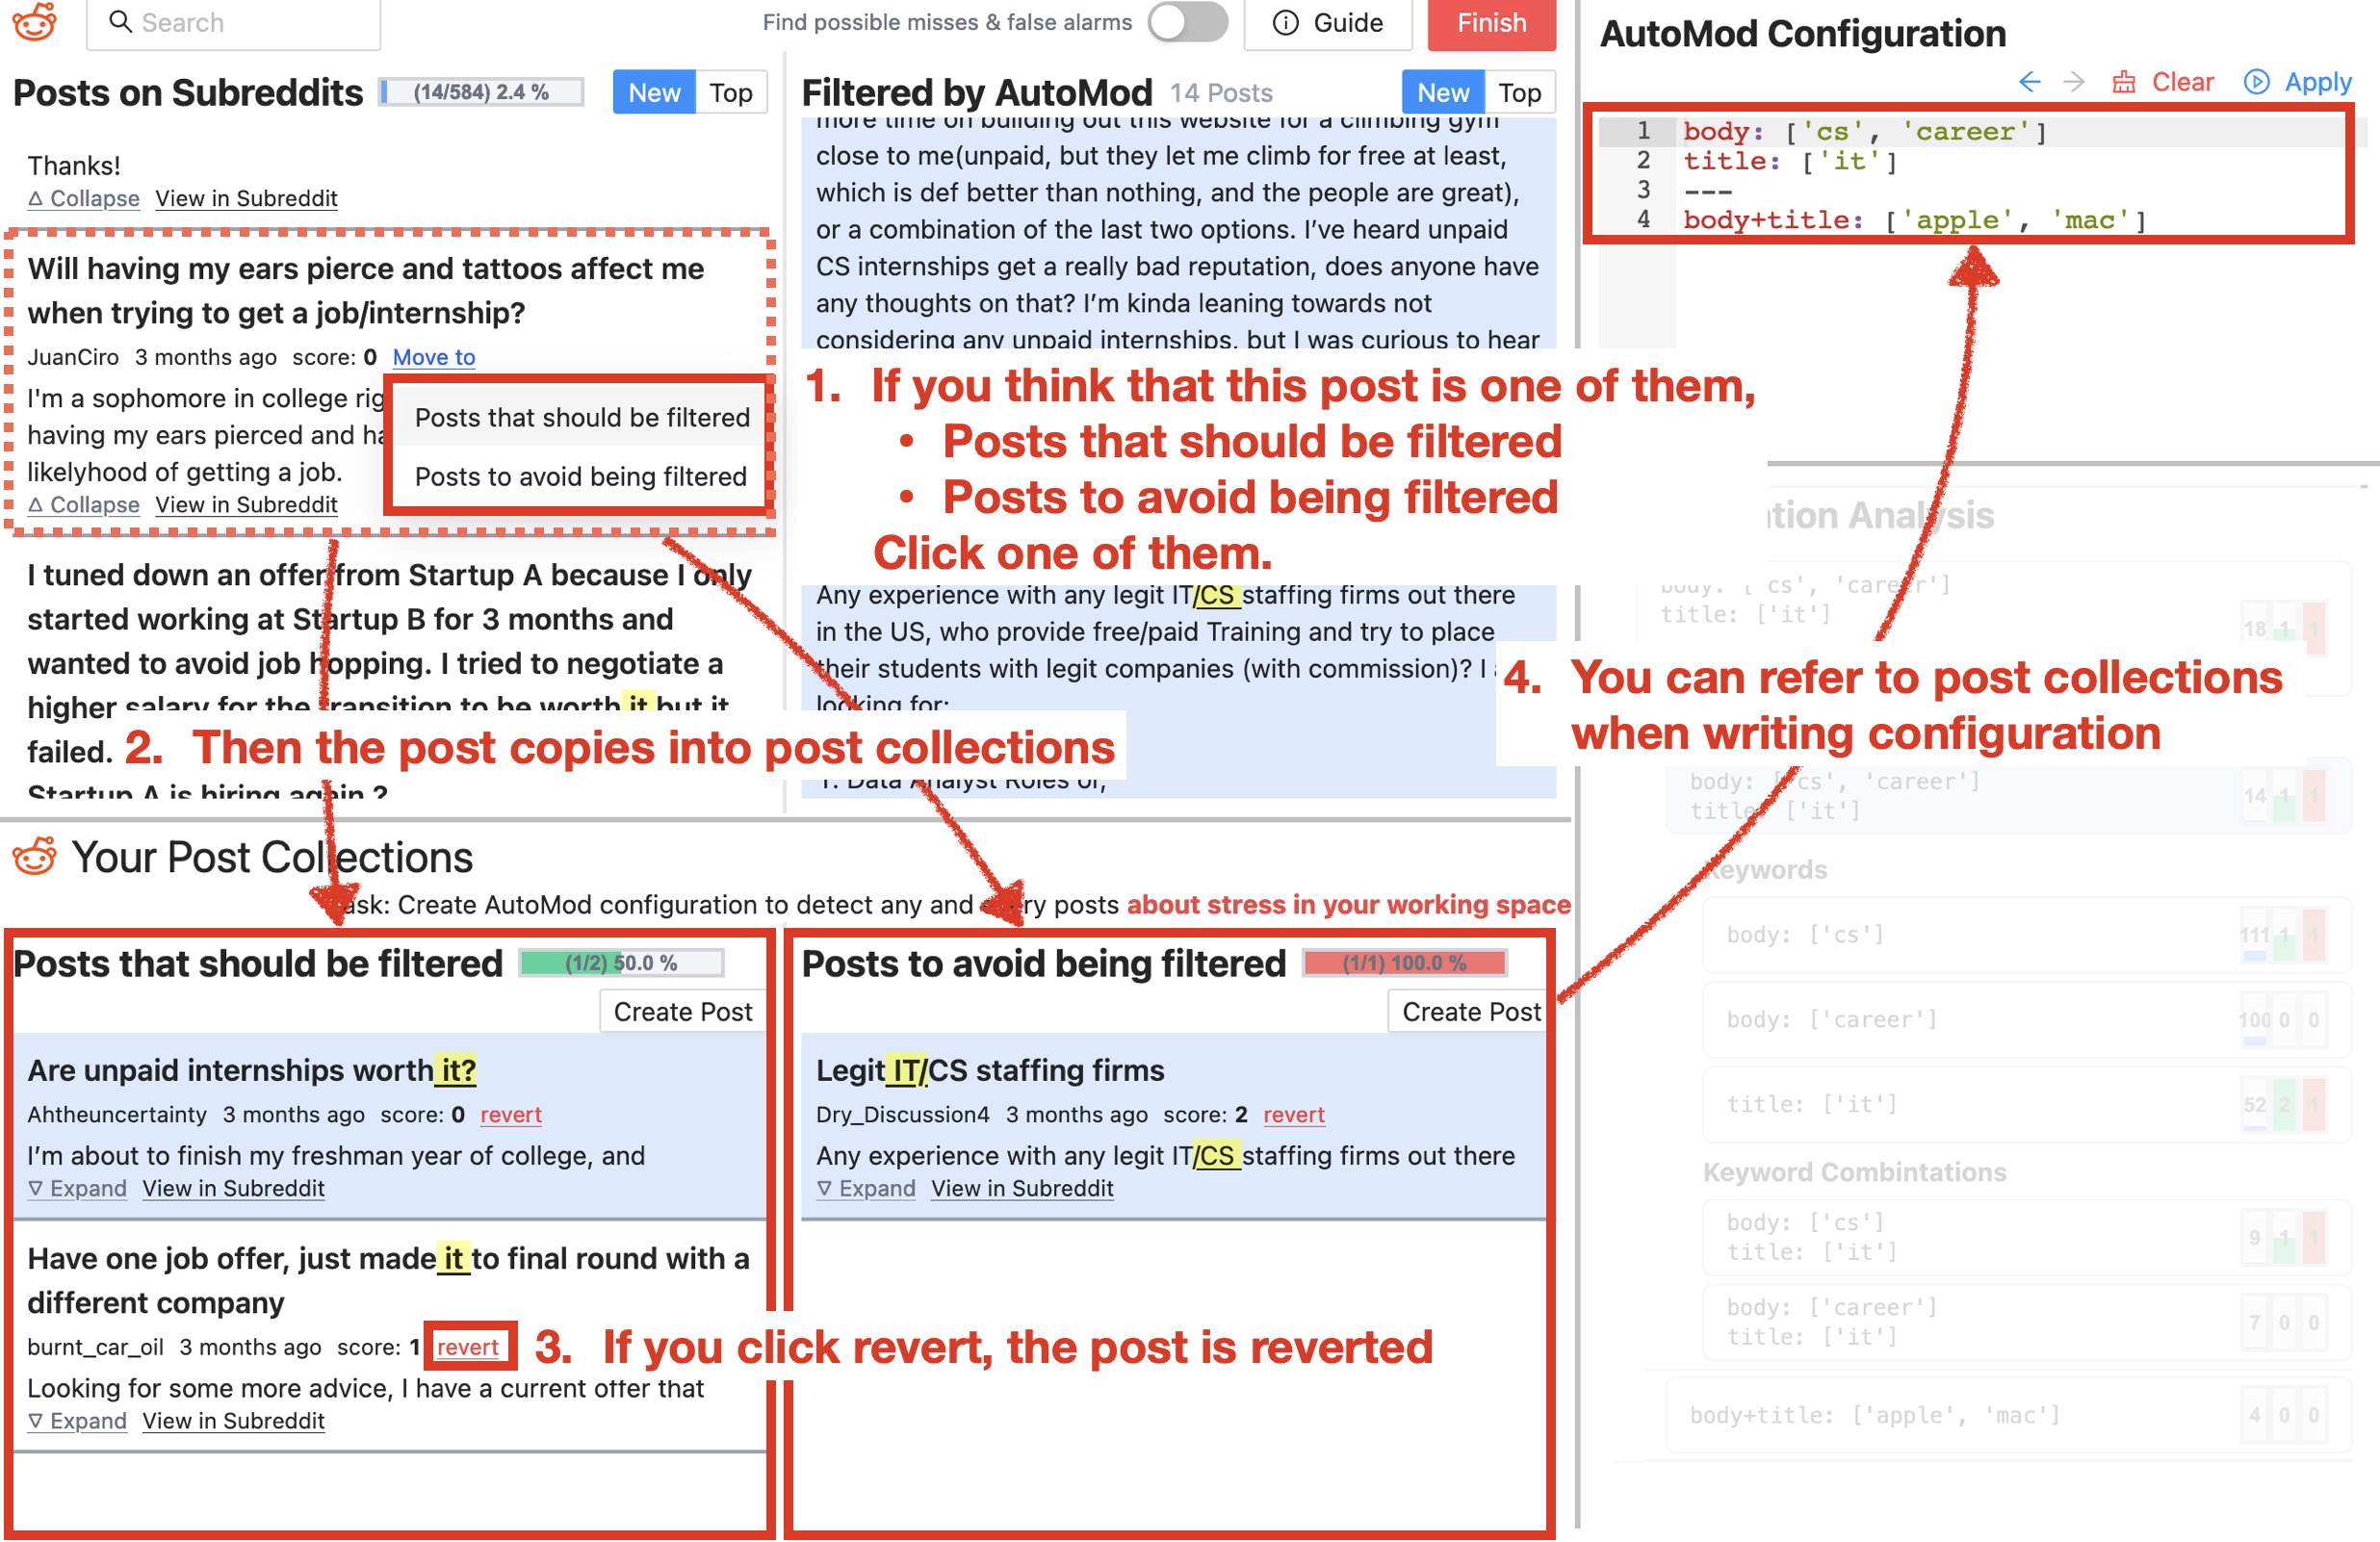 Search
Find possible misses & false alarms
Guide
Finish
AutoMod Configuration
Clear
Apply
Posts on Subreddits
(14/584) 2.4 %
New
Top
Filtered by AutoMod
14 Posts
New
Top
Thanks!
Collapse View in Subreddit
Will having my ears pierce and tattoos affect me
when trying to get a job/internship?
JuanCiro 3 months ago score: 0 Move to
I'm a sophomore in college
having my ears pierced and
likelyhood of getting a job.
Collapse View in Subreddit
Posts that should be filtered
Posts to avoid being filtered
I tuned down an offer from Startup A because I only
started working at Startup B for 3 months and
wanted to avoid job hopping. I tried to negotiate a
higher salary for the transition to be worth it but it
failed.
Startup A is hiring again ?
more time on building out this website for a climbing gym
close to me(unpaid, but they let me climb for free at least,
which is def better than nothing, and the people are great),
or a combination of the last two options. I've heard unpaid
CS internships get a really bad reputation, does anyone have
any thoughts on that? I'm kinda leaning towards not
considering any unpaid internships, but I was curious to hear
1. If you think that this post is one of them,
• Posts that should be filtered
• Posts to avoid being filtered
Click one of them.
Any experience with any legit IT/CS staffing firms out there
in the US, who provide free/paid Training and try to place
their students with legit companies (with commission)? I
looking for:
1. Data Analyst Roles or,
2. Then the post copies into post collections
1 body: ['cs', 'career']
2 title: ['it']
3 ---
4 body+title: ['apple', 'mac']
Analysis
body: ['cs', 'career']
title: ['it']
18 1 1
4. You can refer to post collections
when writing configuration
body: ['cs', 'career']
title: ['it']
14 1 1
Keywords
body: ['cs']
111 1 1
body: ['career']
100 0 0
title: ['it']
52 2 1
Keyword Combintations
body: ['cs']
title: ['it']
9 1 1
body: ['career']
title: ['it']
7 0 0
body+title: ['apple', 'mac']
4 0 0
Your Post Collections
Create AutoMod configuration to detect any and every posts about stress in your working space
Posts that should be filtered
(1/2) 50.0 %
Create Post
Are unpaid internships worth it?
Ahtheuncertainty 3 months ago score: 0 revert
I'm about to finish my freshman year of college, and
Expand View in Subreddit
Have one job offer, just made it to final round with a
different company
burnt_car_oil 3 months ago score: 1 revert
Looking for some more advice, I have a current offer that
Expand View in Subreddit
3. If you click revert, the post is reverted
Posts to avoid being filtered
(1/1) 100.0 %
Create Post
Legit IT/CS staffing firms
Dry_Discussion4 3 months ago score: 2 revert
Any experience with any legit IT/CS staffing firms out there
Expand View in Subreddit